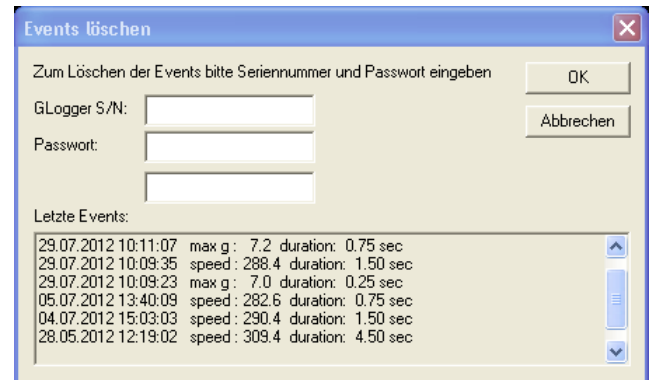 Events löschen
Zum Löschen der Events bitte Seriennummer und Passwort eingeben
OK
GLogger S/N:
Abbrechen
Passwort:
Letzte Events:
29.07.2012 10:11:07 max g : 7.2 duration: 0.75 sec
29.07.2012 10:09:35 speed : 288.4 duration: 1.50 sec
29.07.2012 10:09:23 max g : 7.0 duration: 0.25 sec
05.07.2012 13:40:09 speed : 282.6 duration: 0.75 sec
04.07.2012 15:03:03 speed : 290.4 duration: 1.50 sec
28.05.2012 12:19:02 speed : 309.4 duration: 4.50 sec